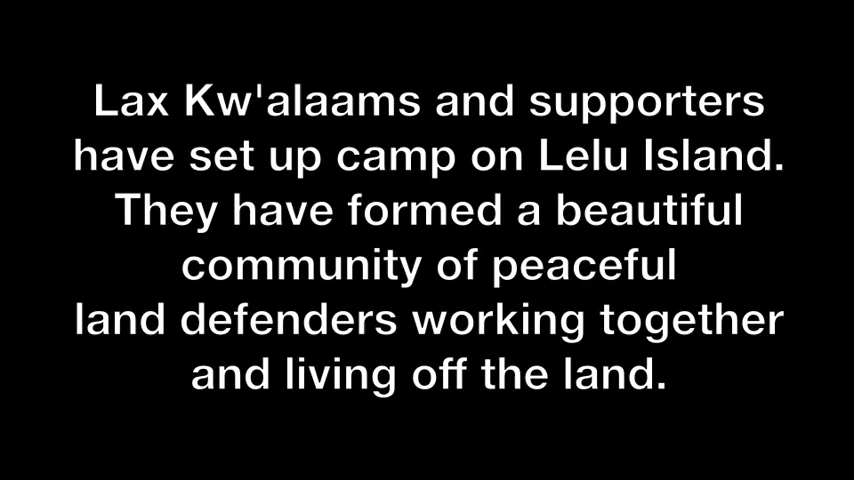 Lax Kw'alaams and supporters
have set up camp on Lelu Island.
They have formed a beautiful
community of peaceful
land defenders working together
and living off the land.